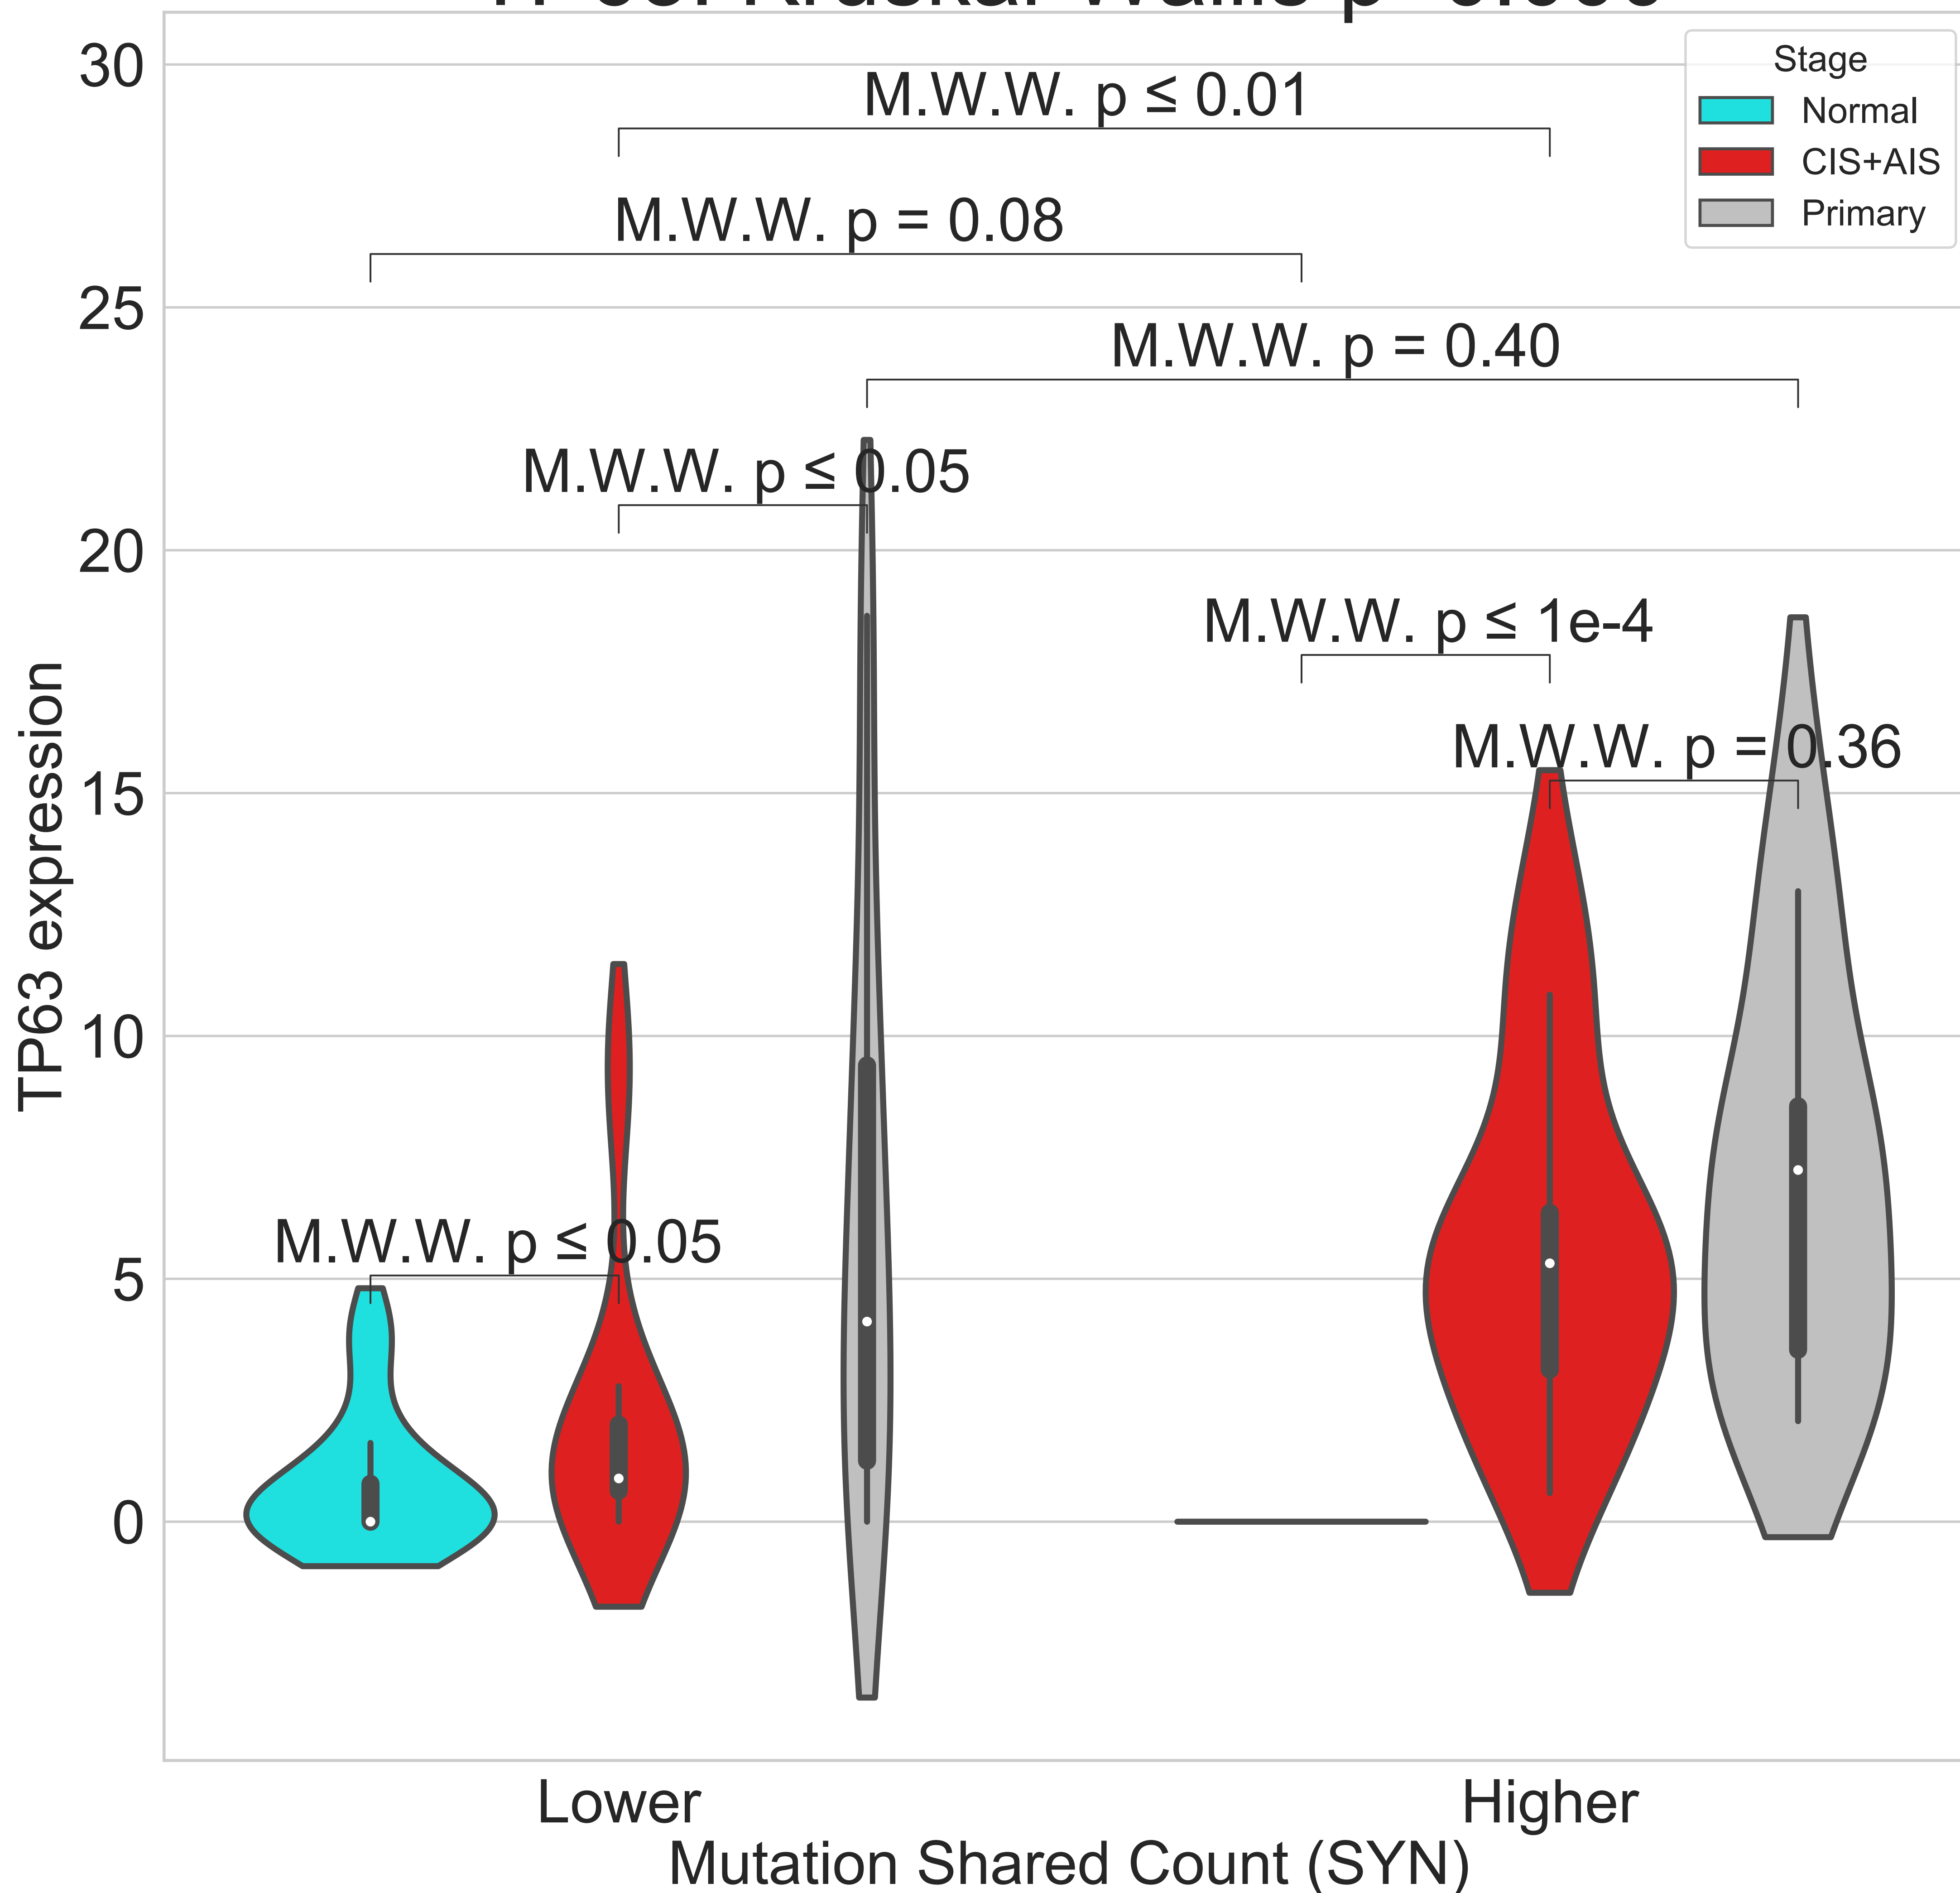 30
25
20
15
10
5
0
TP63 expression
Stage
Normal
CIS+AIS
Primary
M.W.W. p ≤ 0.01
M.W.W. p = 0.08
M.W.W. p = 0.40
M.W.W. p ≤ 0.05
M.W.W. p ≤ 1e-4
M.W.W. p = 0.36
M.W.W. p ≤ 0.05
Lower
Higher
Mutation Shared Count (SYN)